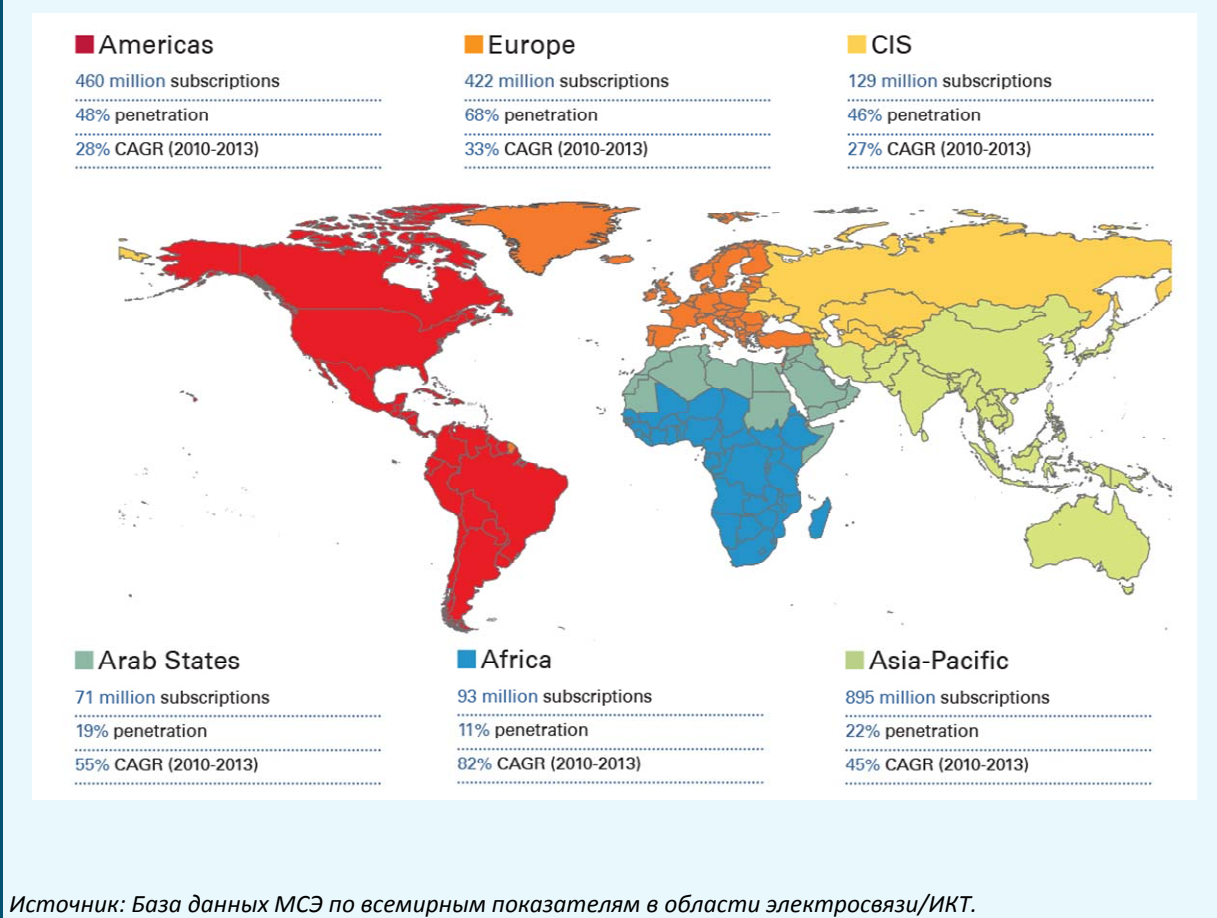 Americas
460 million subscriptions
48% penetration
28% CAGR (2010-2013)
Europe
422 million subscriptions
68% penetration
33% CAGR (2010-2013)
CIS
129 million subscriptions
46% penetration
27% CAGR (2010-2013)
Arab States
71 million subscriptions
19% penetration
55% CAGR (2010-2013)
Africa
93 million subscriptions
11% penetration
82% CAGR (2010-2013)
Asia-Pacific
895 million subscriptions
22% penetration
45% CAGR (2010-2013)
Источник: База данных МСЭ по всемирным показателям в области электросвязи/ИКТ.